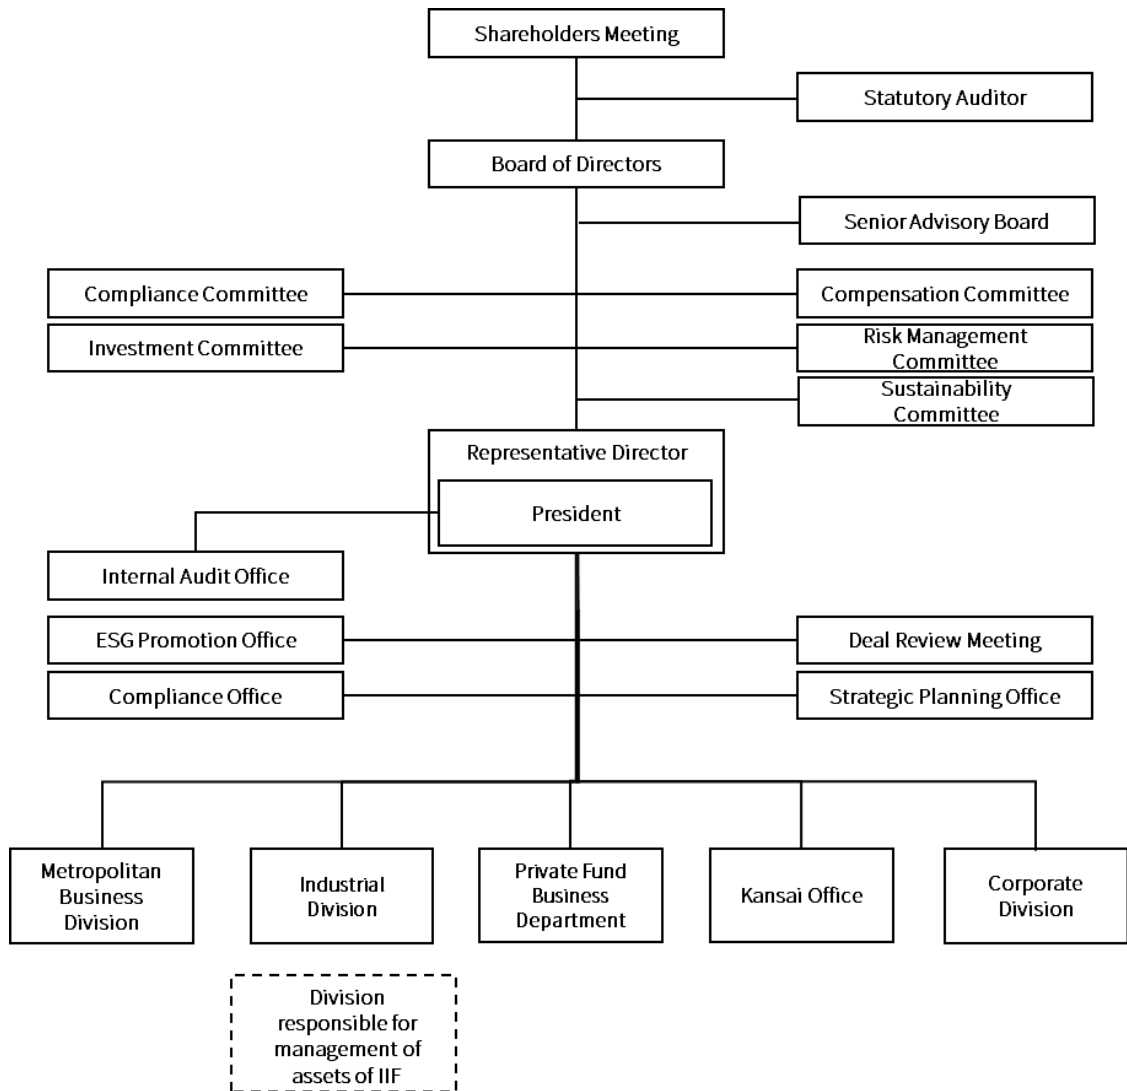 Shareholders Meeting
Statutory Auditor
Board of Directors
Senior Advisory Board
Compliance Committee
Compensation Committee
Investment Committee
Risk Management
Committee
Sustainability
Committee
Representative Director
President
Internal Audit Office
ESG Promotion Office
Deal Review Meeting
Compliance Office
Strategic Planning Office
Metropolitan
Business
Division
Industrial
Division
Private Fund
Business
Department
Kansai Office
Corporate
Division
Division
responsible for
management of
assets of IIF